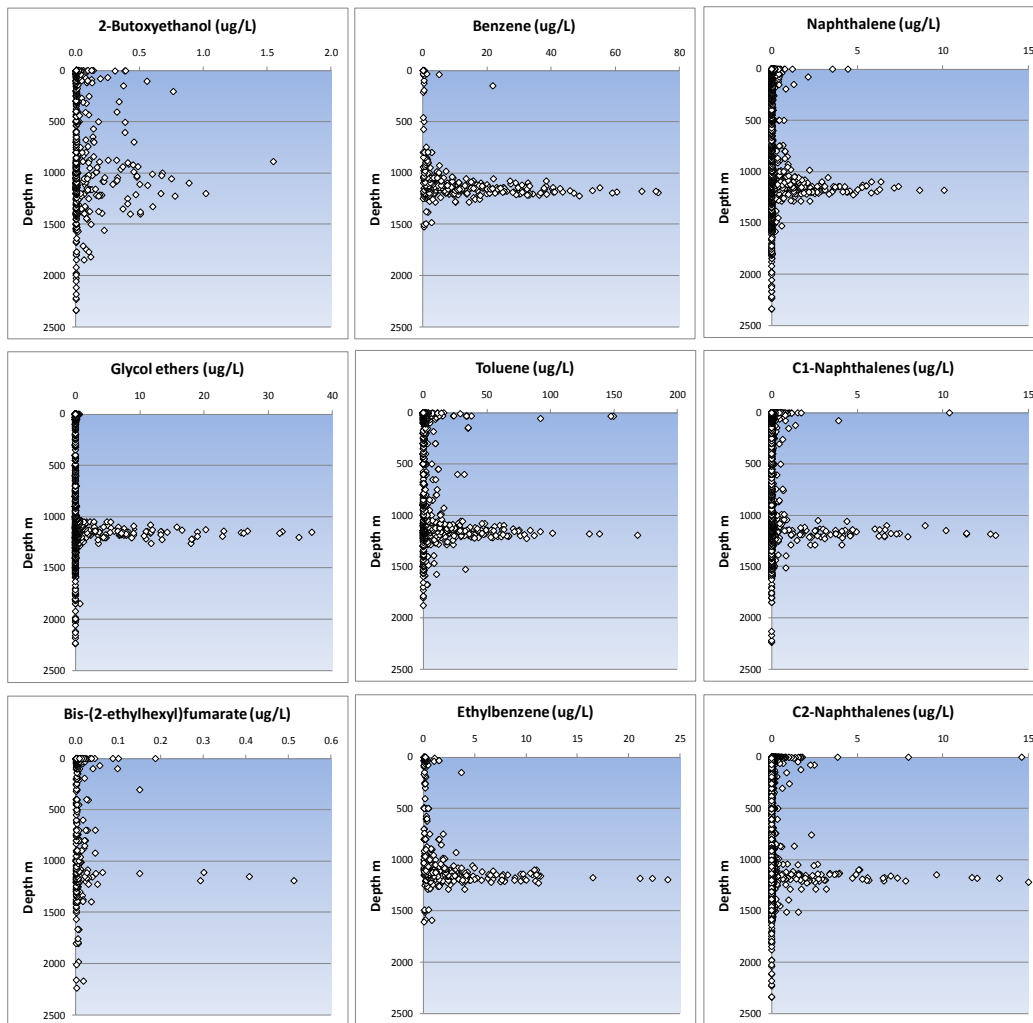 2-Butoxyethanol (ug/L)
0.0 0.5 1.0 1.5 2.0
0
500
1000
1500
2000
2500
Depth m
Benzene (ug/L)
0 20 40 60 80
0
500
1000
1500
2000
2500
Depth m
Naphthalene (ug/L)
0 5 10 15
0
500
1000
1500
2000
2500
Depth m
Glycol ethers (ug/L)
0 10 20 30 40
0
500
1000
1500
2000
2500
Depth m
Toluene (ug/L)
0 50 100 150 200
0
500
1000
1500
2000
2500
Depth m
C1-Naphthalenes (ug/L)
0 5 10 15
0
500
1000
1500
2000
2500
Depth m
Bis-(2-ethylhexyl)fumarate (ug/L)
0.0 0.1 0.2 0.3 0.4 0.5 0.6
0
500
1000
1500
2000
2500
Depth m
Ethylbenzene (ug/L)
0 5 10 15 20 25
0
500
1000
1500
2000
2500
Depth m
C2-Naphthalenes (ug/L)
0 5 10 15
0
500
1000
1500
2000
2500
Depth m